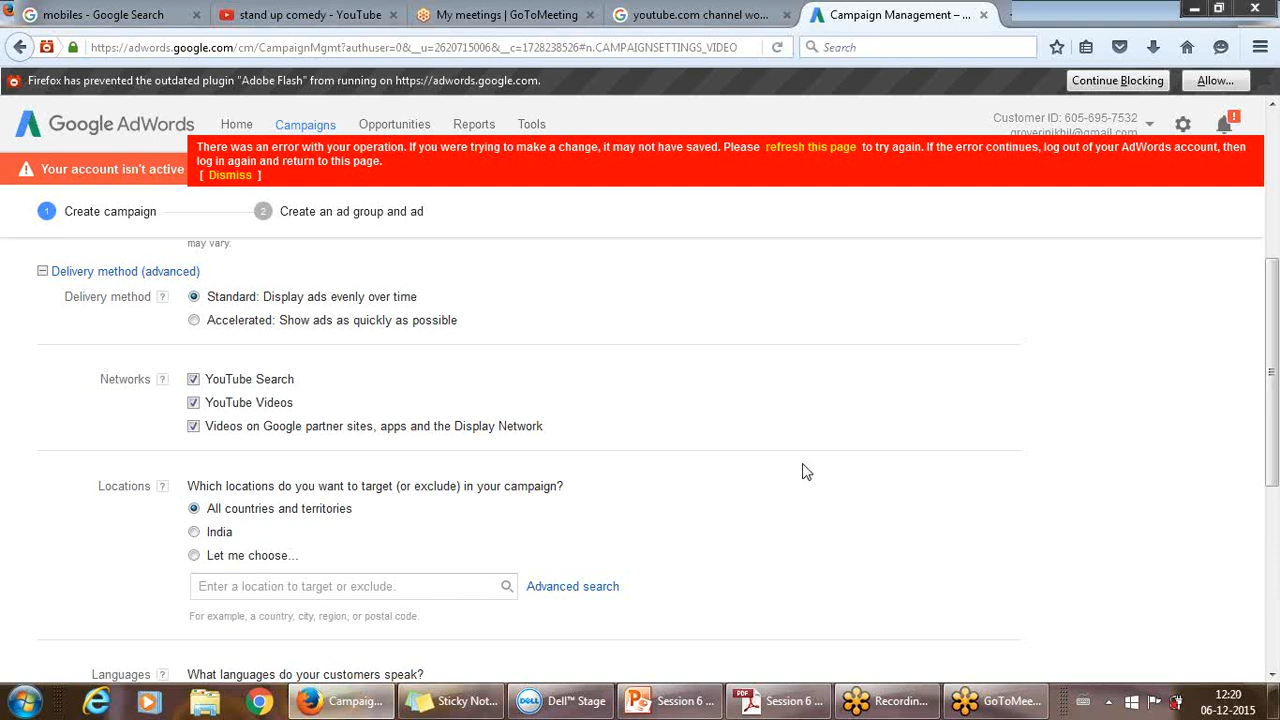 mobiles - Google Search
stand up comedy - YouTube
My meetings | GoToMeeting
youtube.com channel wo...
Campaign Management – ...
https://adwords.google.com/cm/CampaignMgmt?authuser=0&__u=2620715006&__c=1728238526#n.CAMPAIGNSETTINGS_VIDEO
Search
Firefox has prevented the outdated plugin "Adobe Flash" from running on https://adwords.google.com.
Continue Blocking
Allow...
Google AdWords
Home
Campaigns
Opportunities
Reports
Tools
Customer ID: 605-695-7532
groverinikhil@gmail.com
!
There was an error with your operation. If you were trying to make a change, it may not have saved. Please refresh this page to try again. If the error continues, log out of your AdWords account, then
log in again and return to this page.
[ Dismiss ]
Your account isn't active
1 Create campaign
2 Create an ad group and ad
may vary.
Delivery method (advanced)
Delivery method ?
Standard: Display ads evenly over time
Accelerated: Show ads as quickly as possible
Networks ?
YouTube Search
YouTube Videos
Videos on Google partner sites, apps and the Display Network
Locations ?
Which locations do you want to target (or exclude) in your campaign?
All countries and territories
India
Let me choose...
Enter a location to target or exclude.
Advanced search
For example, a country, city, region, or postal code.
Languages ?
What languages do your customers speak?
Campaig...
Sticky Not...
Dell™ Stage
Session 6 ...
Session 6 ...
Recordin...
GoToMee...
12:20
06-12-2015